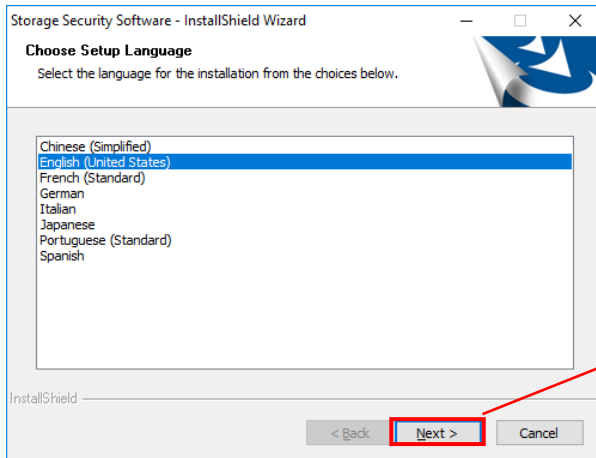 Storage Security Software - InstallShield Wizard
Choose Setup Language
Select the language for the installation from the choices below.
Chinese (Simplified)
English (United States)
French (Standard)
German
Italian
Japanese
Portuguese (Standard)
Spanish
InstallShield
< Back Next > Cancel